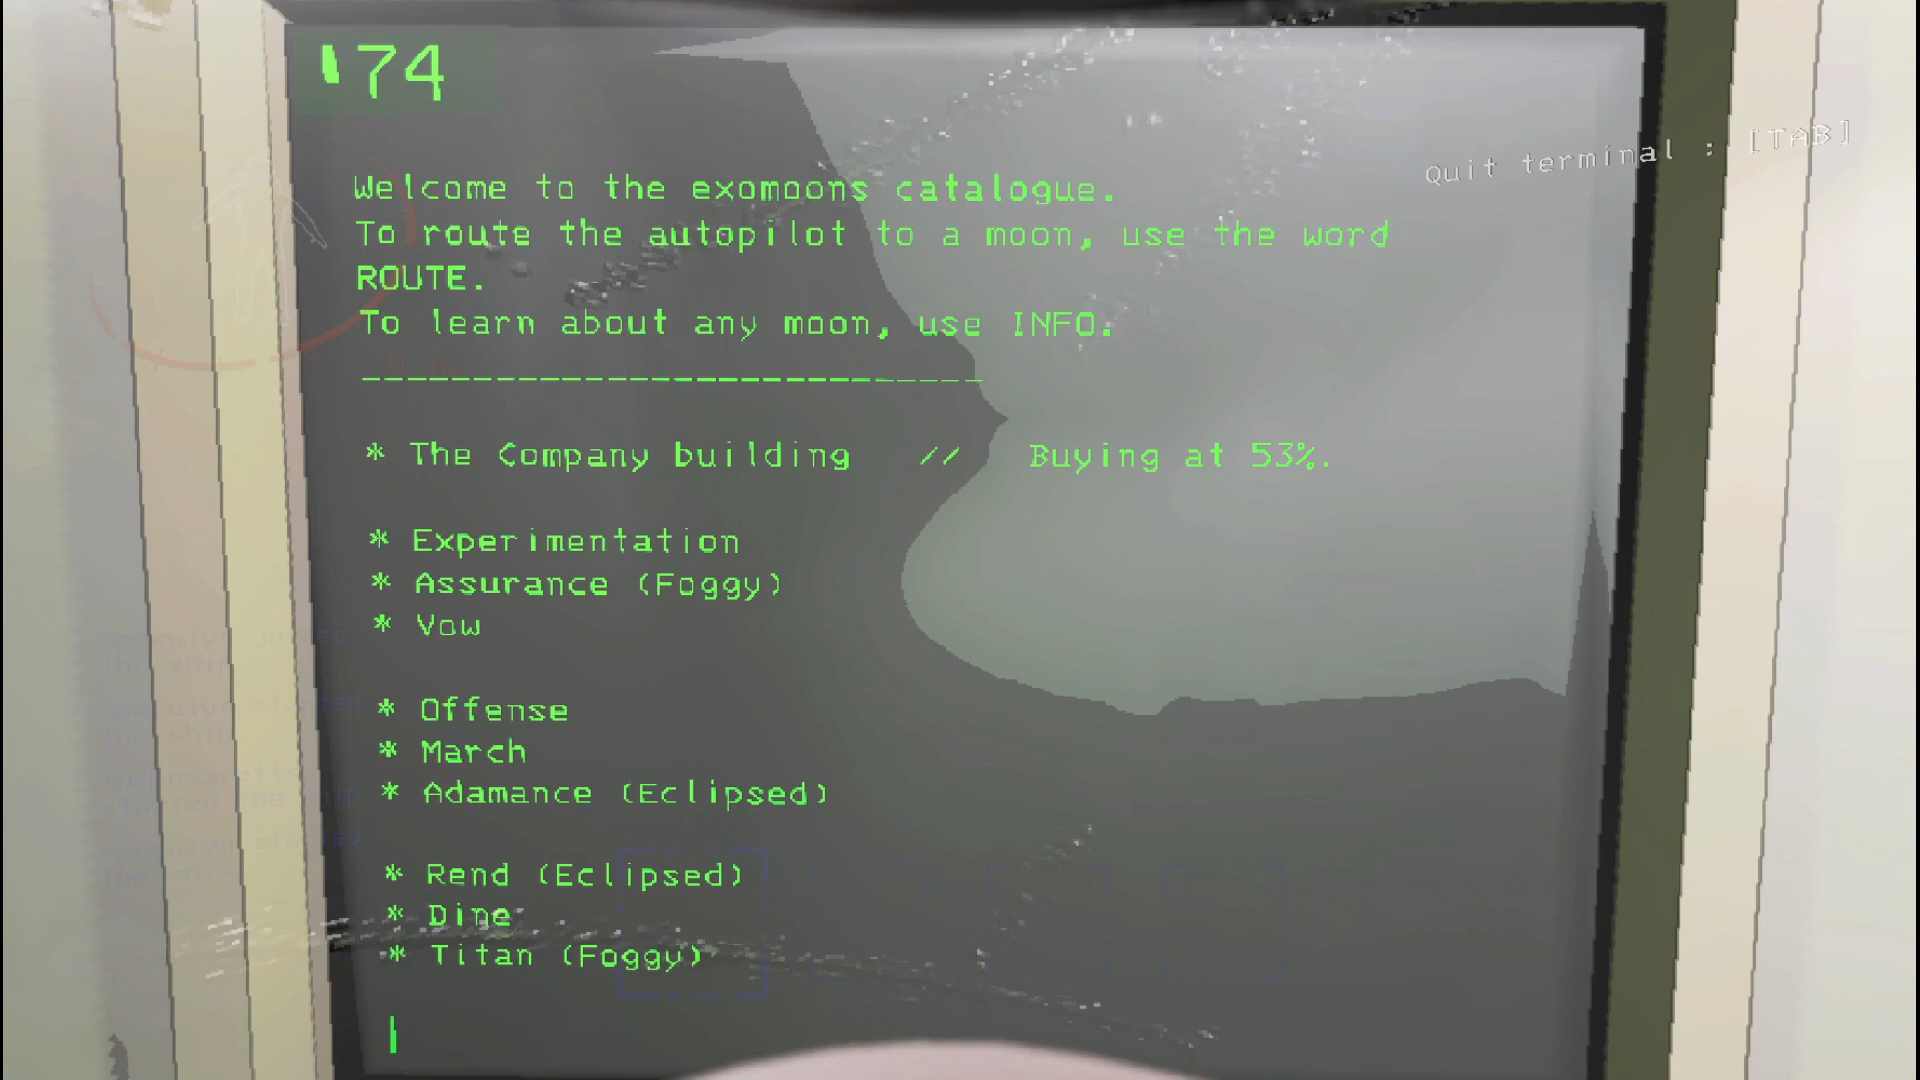 ▮74
Welcome to the exomoons catalogue.
Quit terminal : [TAB]
To route the autopilot to a moon, use the word
ROUTE.
To learn about any moon, use INFO.
----------------------------
* The Company building // Buying at 53%.
* Experimentation
* Assurance (Foggy)
* Vow
* Offense
* March
* Adamance (Eclipsed)
* Rend (Eclipsed)
* Dine
* Titan (Foggy)